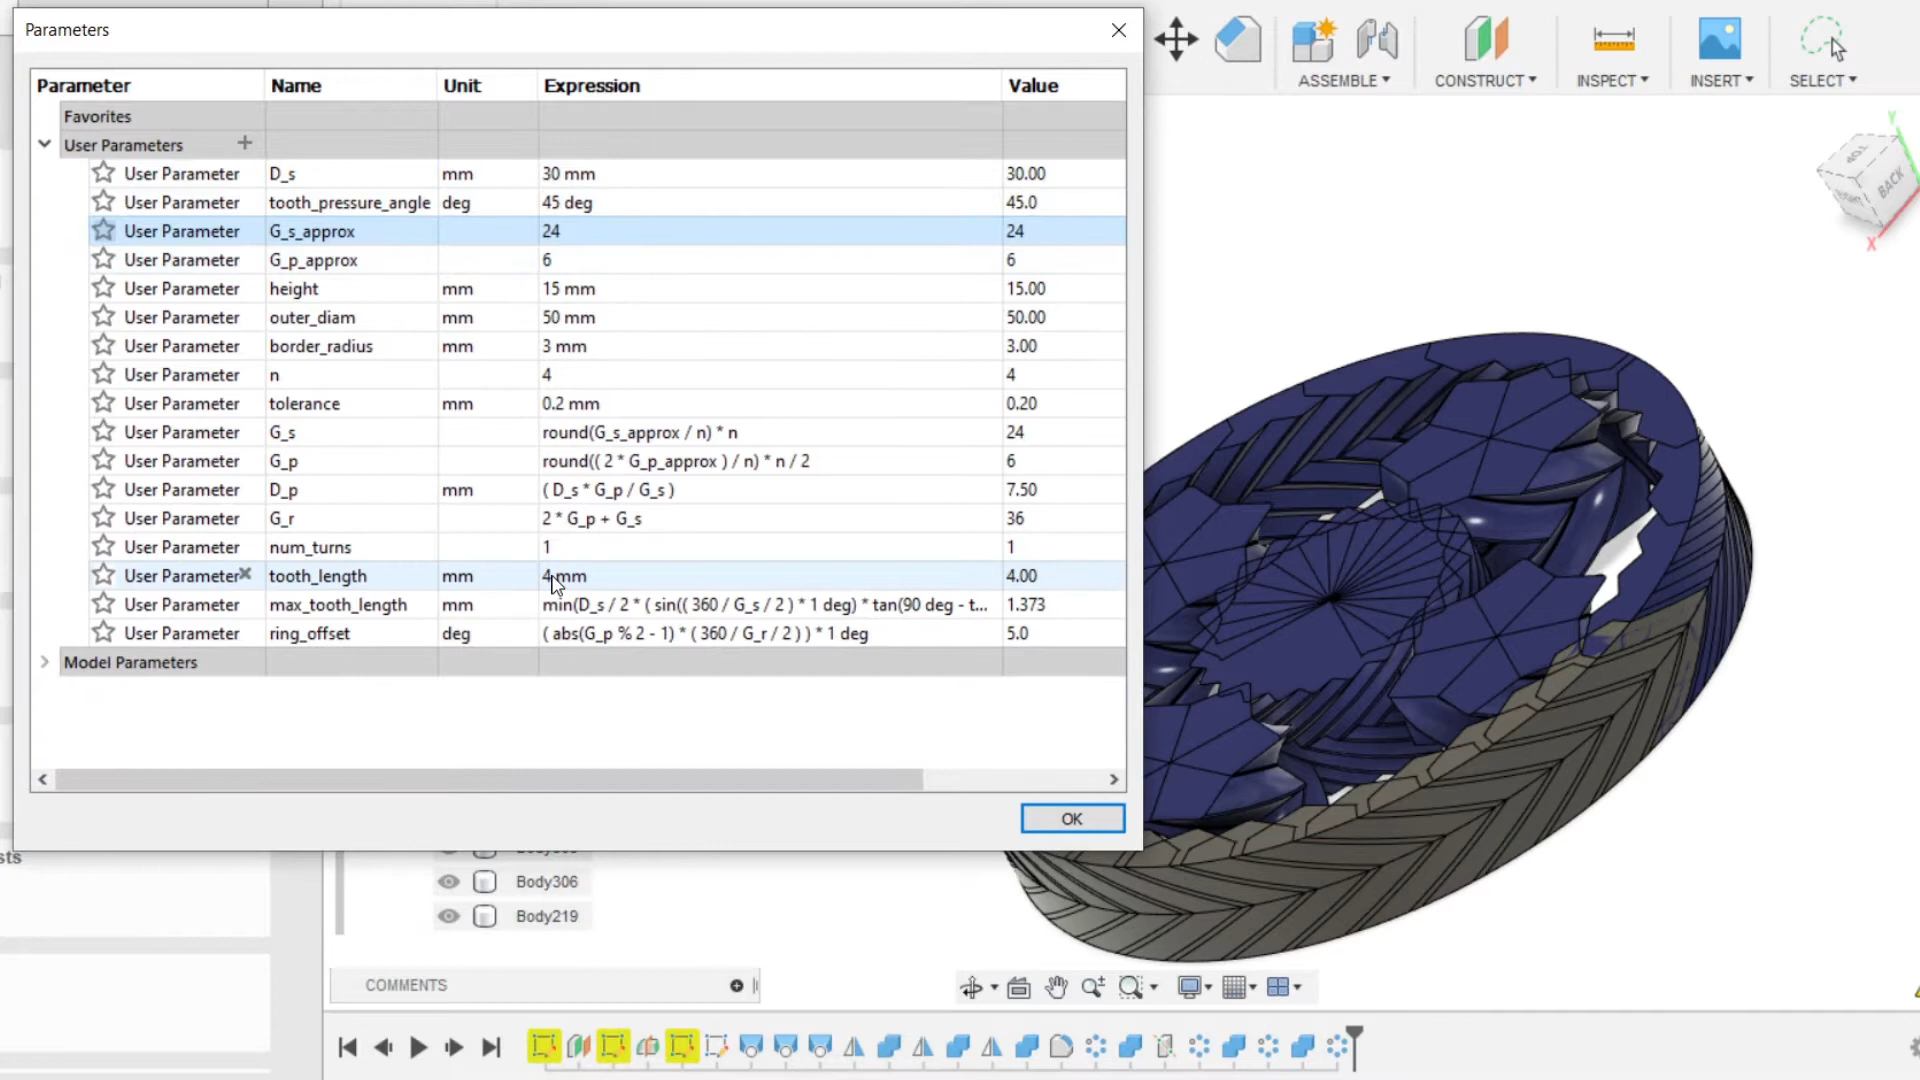 Parameters
Parameter Name Unit Expression Value
Favorites
User Parameters
User Parameter D_s mm 30 mm 30.00
User Parameter tooth_pressure_angle deg 45 deg 45.0
User Parameter G_s_approx 24 24
User Parameter G_p_approx 6 6
User Parameter height mm 15 mm 15.00
User Parameter outer_diam mm 50 mm 50.00
User Parameter border_radius mm 3 mm 3.00
User Parameter n 4 4
User Parameter tolerance mm 0.2 mm 0.20
User Parameter G_s round(G_s_approx / n) * n 24
User Parameter G_p round(( 2 * G_p_approx ) / n) * n / 2 6
User Parameter D_p mm ( D_s * G_p / G_s ) 7.50
User Parameter G_r 2 * G_p + G_s 36
User Parameter num_turns 1 1
User Parameter tooth_length mm 4 mm 4.00
User Parameter max_tooth_length mm min(D_s / 2 * ( sin(( 360 / G_s / 2 ) * 1 deg) * tan(90 deg - t... 1.373
User Parameter ring_offset deg ( abs(G_p % 2 - 1) * ( 360 / G_r / 2 ) ) * 1 deg 5.0
Model Parameters
OK
ASSEMBLE CONSTRUCT INSPECT INSERT SELECT
TOP
BACK
Y
X
sts
Body306
Body219
COMMENTS